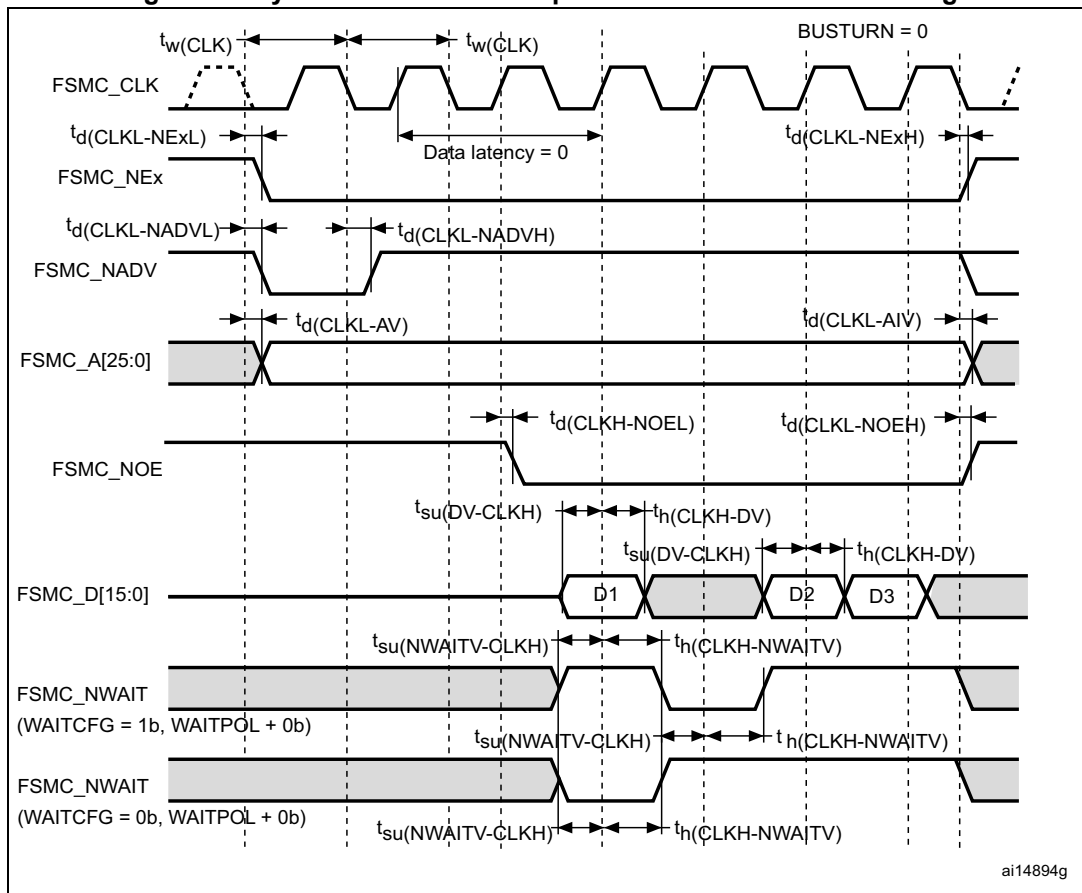 BUSTURN = 0
tw(CLK) tw(CLK)
FSMC_CLK
td(CLKL-NExL) Data latency = 0 td(CLKL-NExH)
FSMC_NEx
td(CLKL-NADVL) td(CLKL-NADVH)
FSMC_NADV
td(CLKL-AV) td(CLKL-AIV)
FSMC_A[25:0]
td(CLKH-NOEL) td(CLKL-NOEH)
FSMC_NOE
tsu(DV-CLKH) th(CLKH-DV)
tsu(DV-CLKH) th(CLKH-DV)
FSMC_D[15:0] D1 D2 D3
tsu(NWAITV-CLKH) th(CLKH-NWAITV)
FSMC_NWAIT
(WAITCFG = 1b, WAITPOL + 0b)
tsu(NWAITV-CLKH) th(CLKH-NWAITV)
FSMC_NWAIT
(WAITCFG = 0b, WAITPOL + 0b)
tsu(NWAITV-CLKH) th(CLKH-NWAITV)
ai14894g